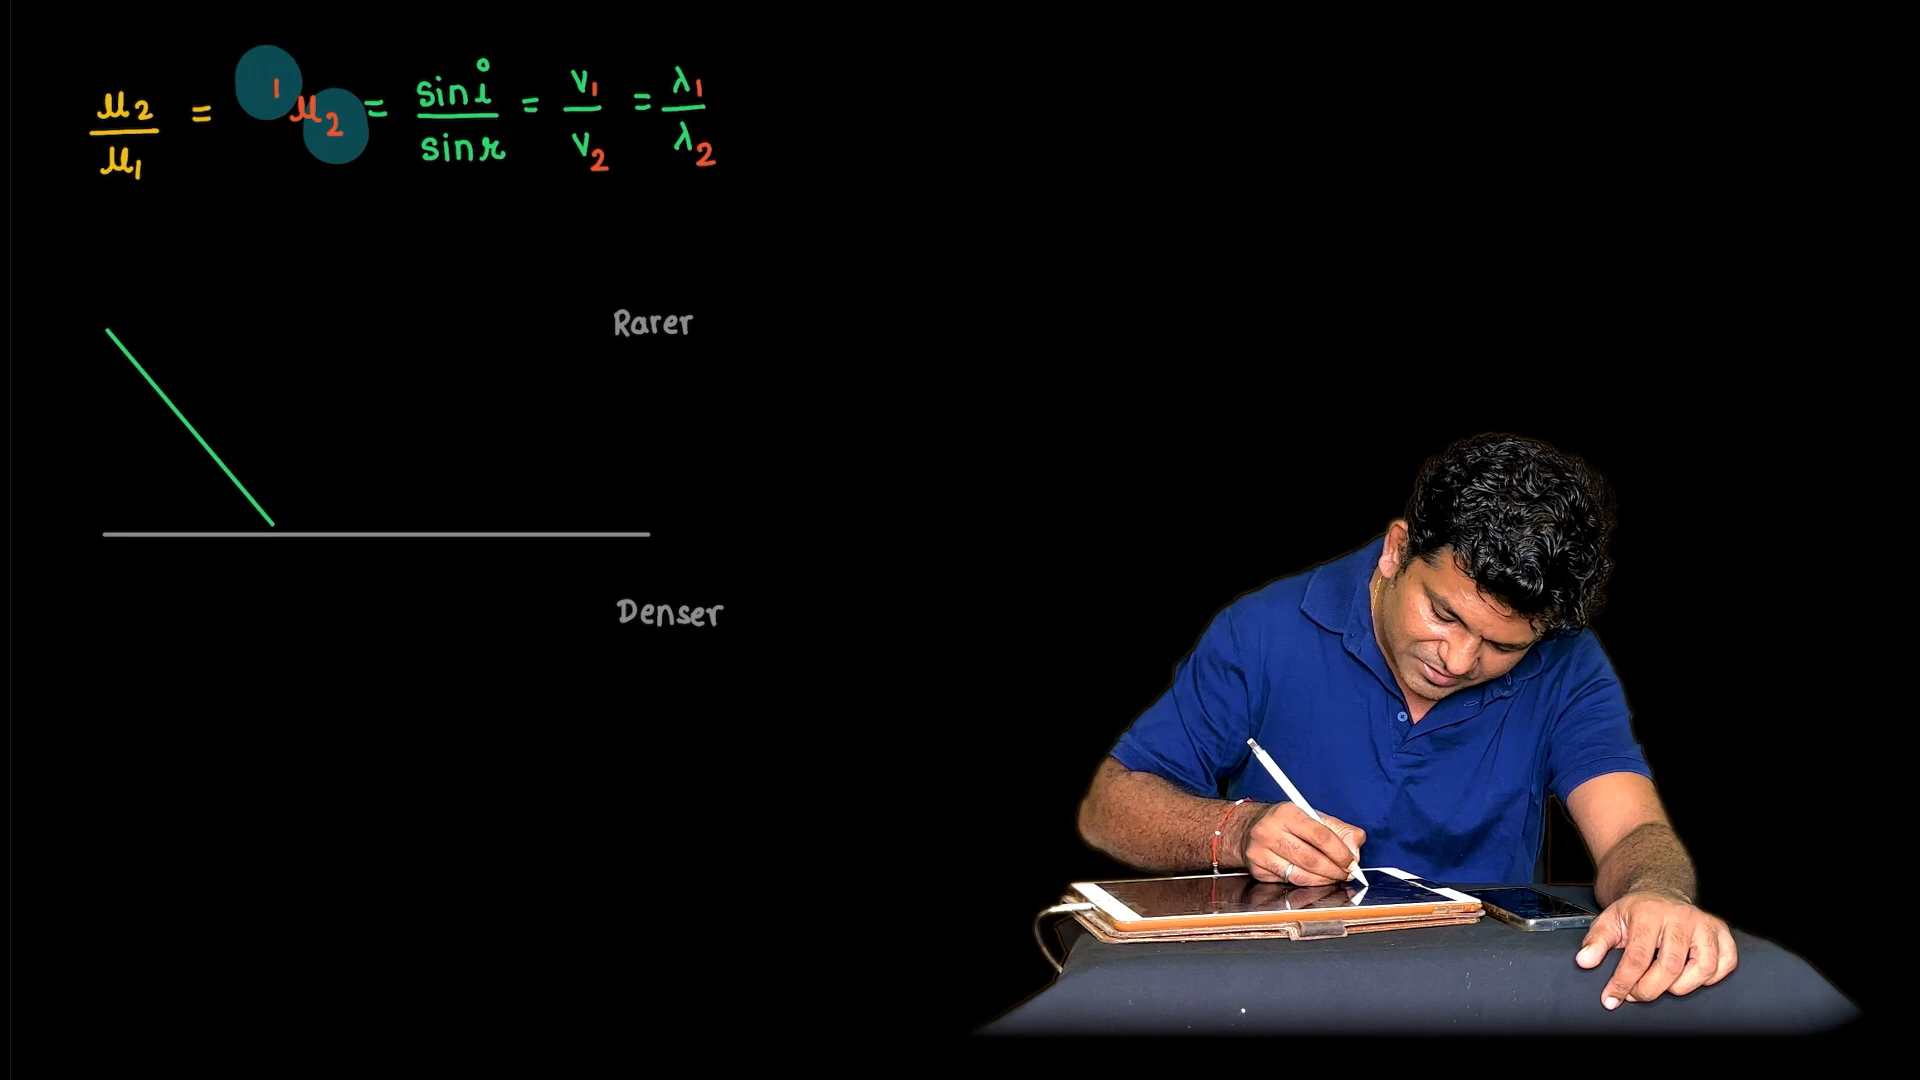 μ2/μ1 = ¹μ2 = sin i/sin r = v1/v2 = λ1/λ2
Rarer
Denser